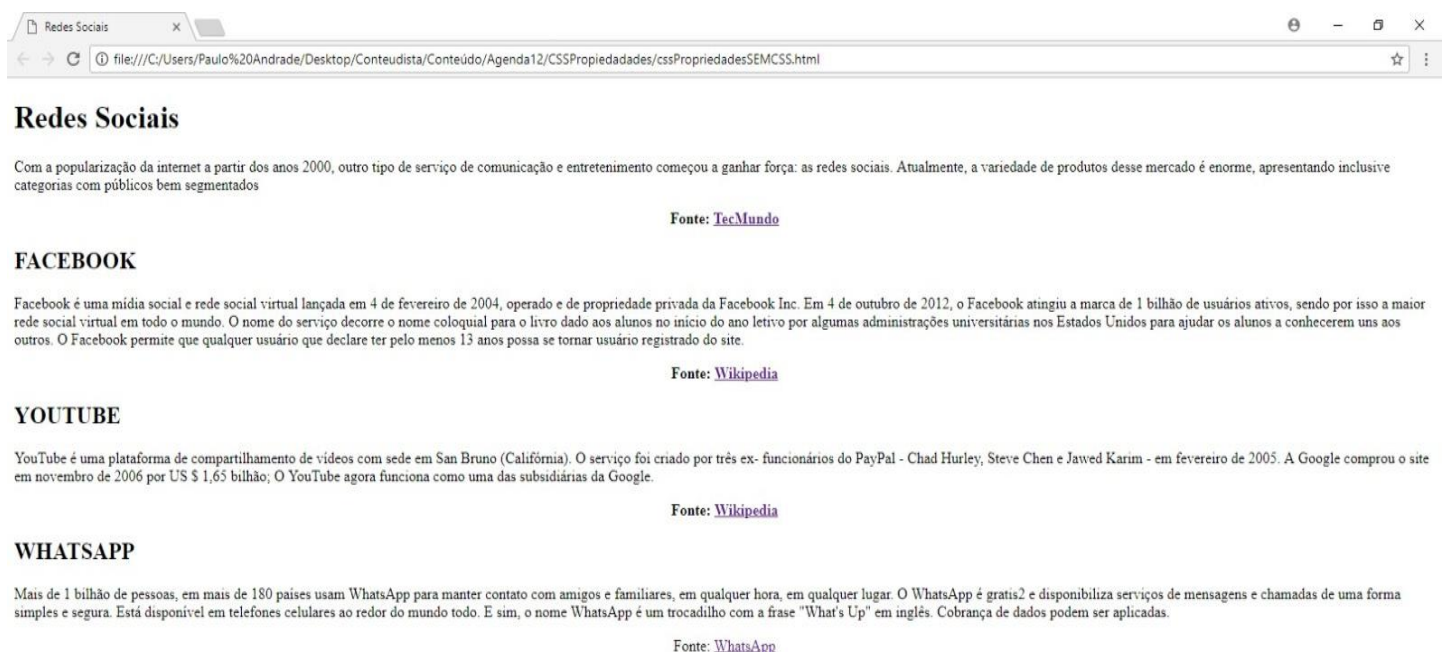 Redes Sociais
file:///C:/Users/Paulo%20Andrade/Desktop/Conteudista/Conteúdo/Agenda12/CSSPropiedadades/cssPropriedadesSEMCSS.html
Redes Sociais
Com a popularização da internet a partir dos anos 2000, outro tipo de serviço de comunicação e entretenimento começou a ganhar força: as redes sociais. Atualmente, a variedade de produtos desse mercado é enorme, apresentando inclusive
categorias com públicos bem segmentados
Fonte: TecMundo
FACEBOOK
Facebook é uma mídia social e rede social virtual lançada em 4 de fevereiro de 2004, operado e de propriedade privada da Facebook Inc. Em 4 de outubro de 2012, o Facebook atingiu a marca de 1 bilhão de usuários ativos, sendo por isso a maior
rede social virtual em todo o mundo. O nome do serviço decorre o nome coloquial para o livro dado aos alunos no início do ano letivo por algumas administrações universitárias nos Estados Unidos para ajudar os alunos a conhecerem uns aos
outros. O Facebook permite que qualquer usuário que declare ter pelo menos 13 anos possa se tornar usuário registrado do site.
Fonte: Wikipedia
YOUTUBE
YouTube é uma plataforma de compartilhamento de vídeos com sede em San Bruno (Califórnia). O serviço foi criado por três ex- funcionários do PayPal - Chad Hurley, Steve Chen e Jawed Karim - em fevereiro de 2005. A Google comprou o site
em novembro de 2006 por US $ 1,65 bilhão; O YouTube agora funciona como uma das subsidiárias da Google.
Fonte: Wikipedia
WHATSAPP
Mais de 1 bilhão de pessoas, em mais de 180 países usam WhatsApp para manter contato com amigos e familiares, em qualquer hora, em qualquer lugar. O WhatsApp é gratis2 e disponibiliza serviços de mensagens e chamadas de uma forma
simples e segura. Está disponível em telefones celulares ao redor do mundo todo. E sim, o nome WhatsApp é um trocadilho com a frase "What's Up" em inglês. Cobrança de dados podem ser aplicadas.
Fonte: WhatsApp